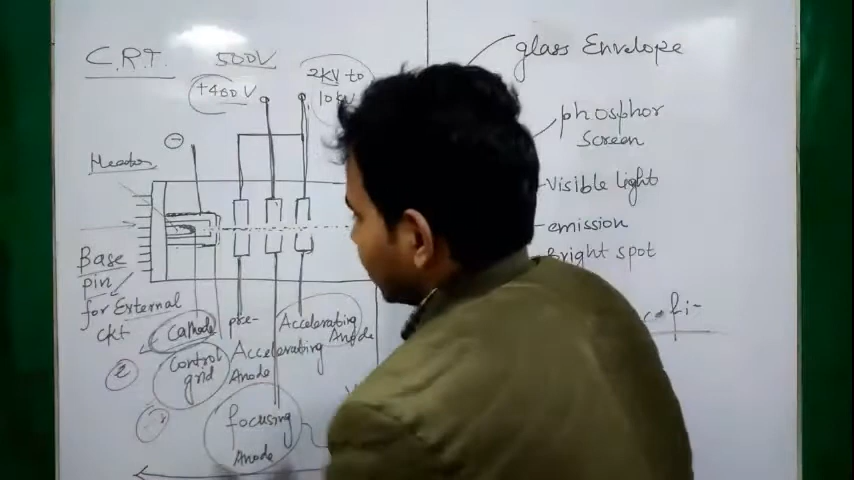 C.R.T.
500V
+400V
2KV to
10KV
glass Envelope
phosphor
Screen
Heator
Visible light
emission
Bright spot
Base
pin
for External
ckt
Cathode
Control
grid
pre-
Accelerating
Anode
Accelerating
Anode
focusing
Anode
2